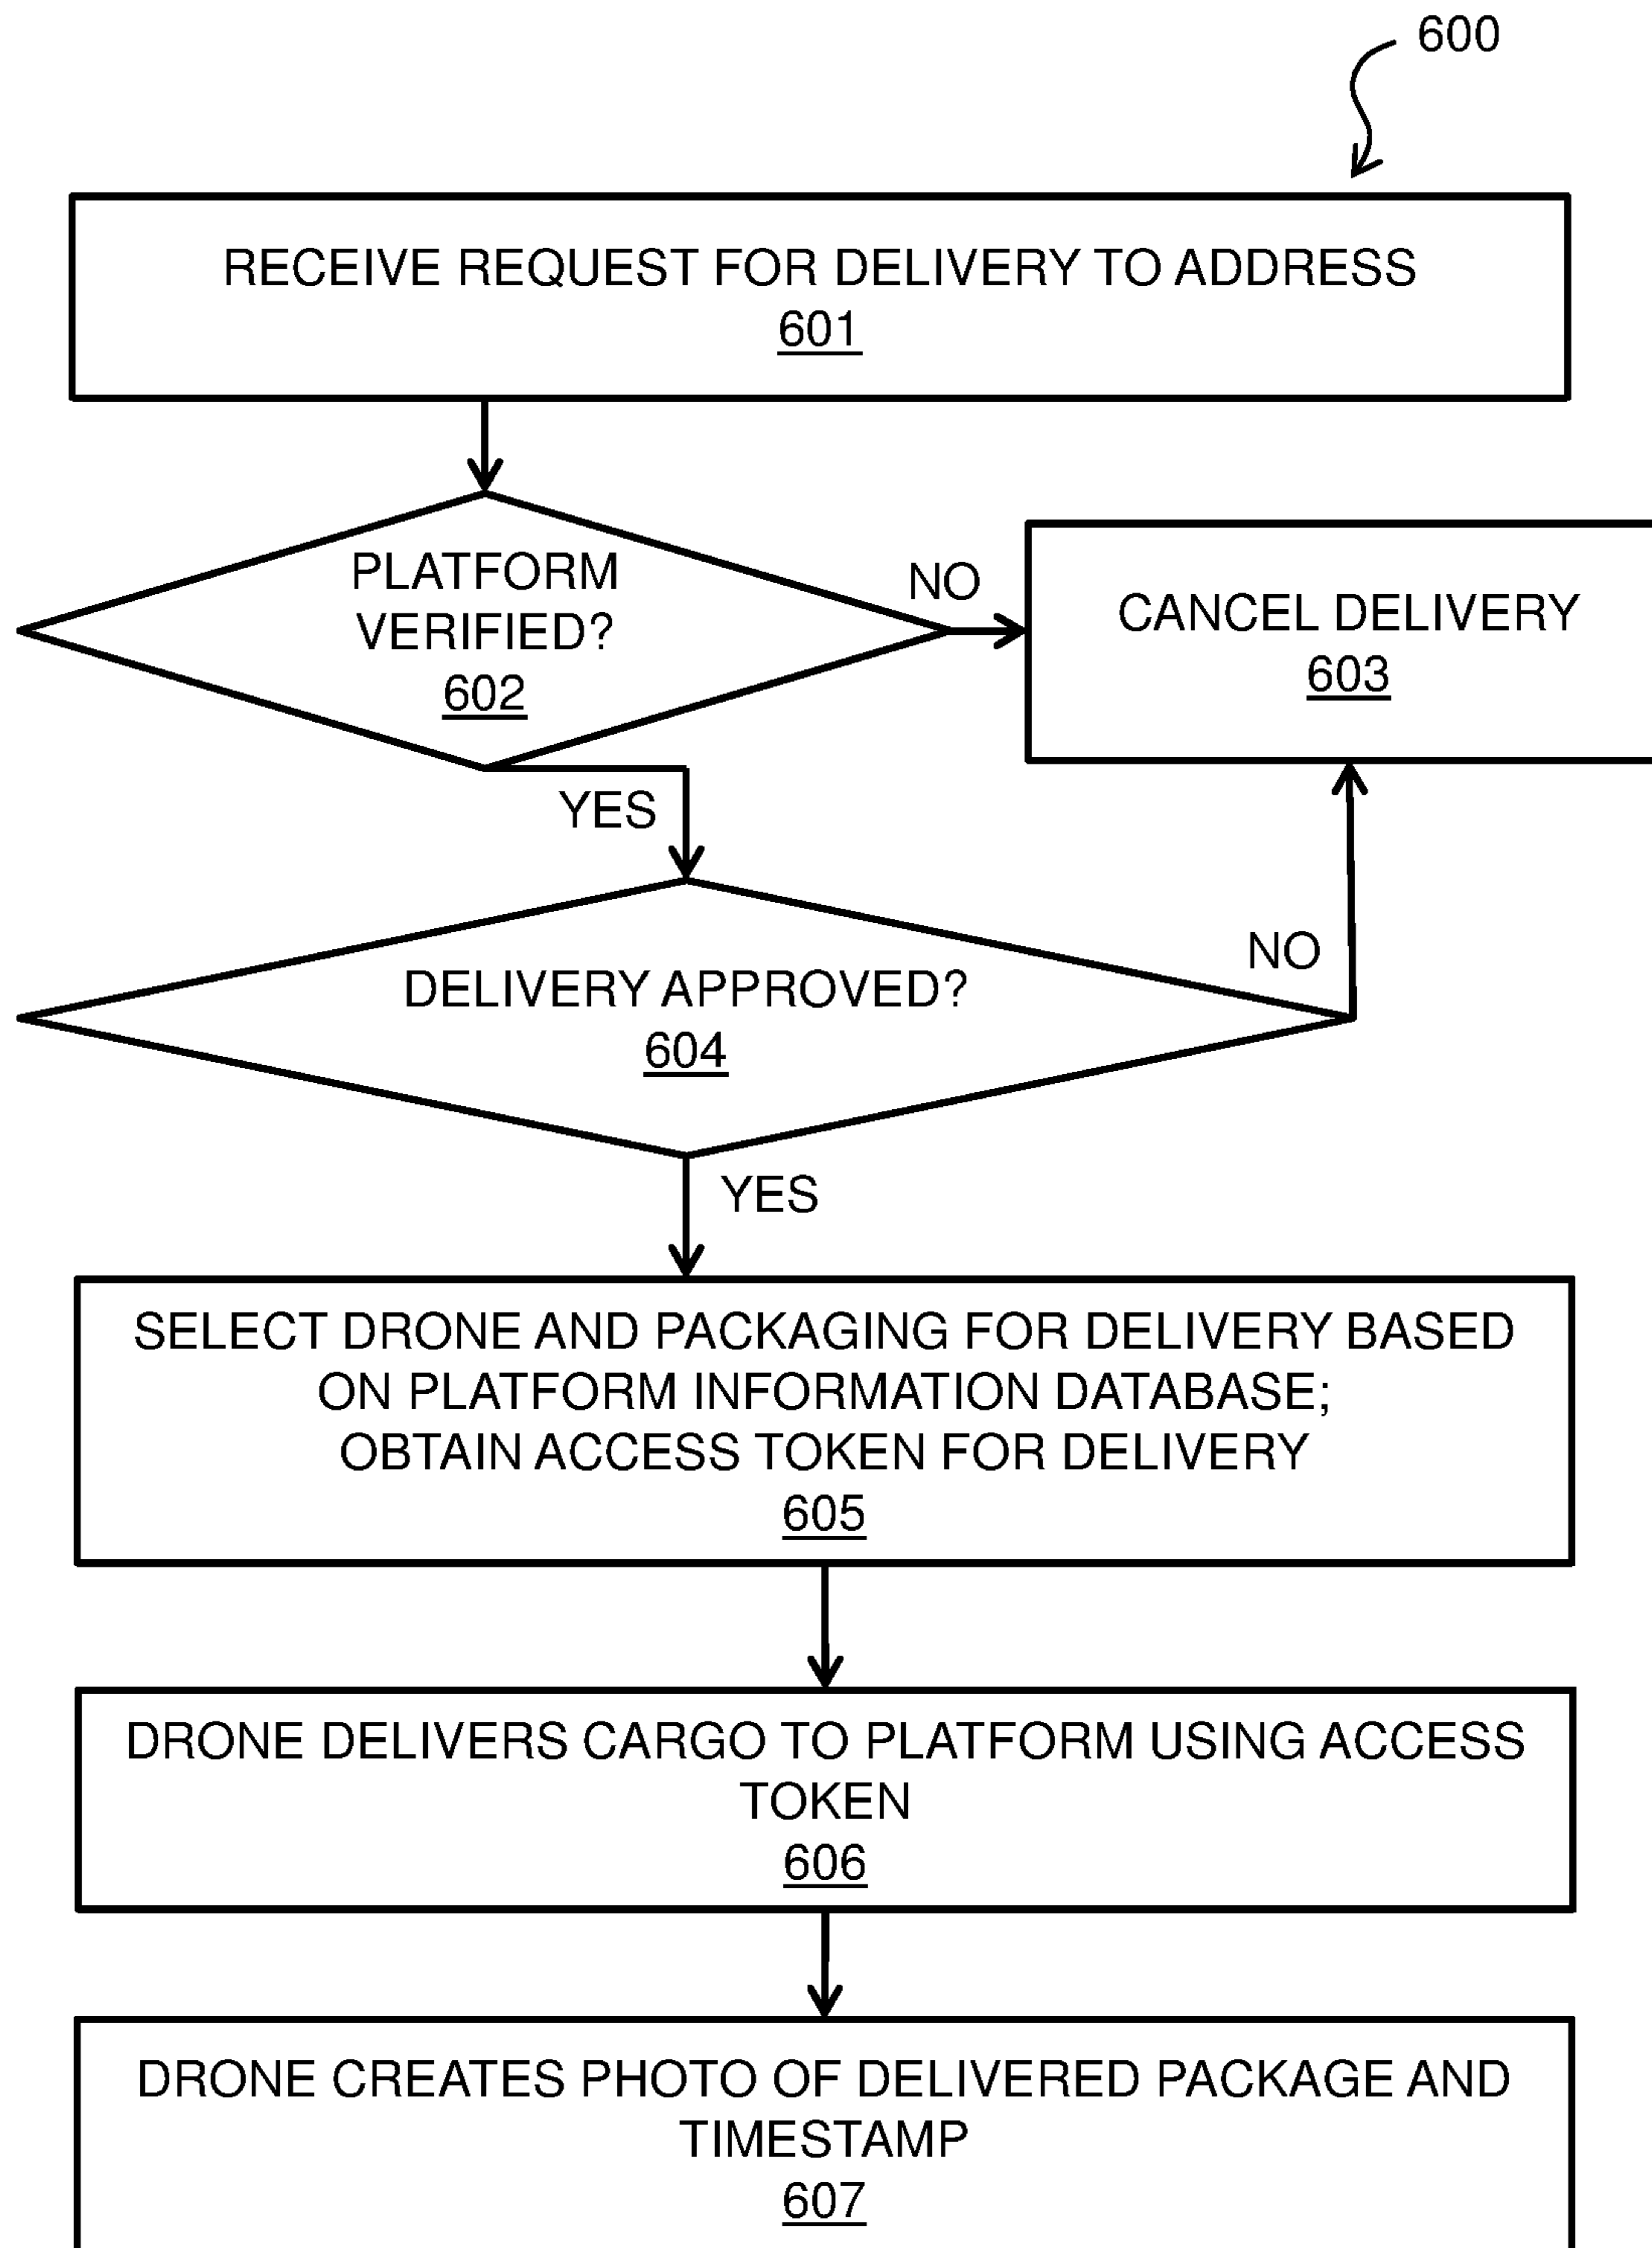 600
RECEIVE REQUEST FOR DELIVERY TO ADDRESS
601
PLATFORM
VERIFIED?
602
NO
CANCEL DELIVERY
603
YES
DELIVERY APPROVED?
604
NO
YES
SELECT DRONE AND PACKAGING FOR DELIVERY BASED
ON PLATFORM INFORMATION DATABASE;
OBTAIN ACCESS TOKEN FOR DELIVERY
605
DRONE DELIVERS CARGO TO PLATFORM USING ACCESS
TOKEN
606
DRONE CREATES PHOTO OF DELIVERED PACKAGE AND
TIMESTAMP
607